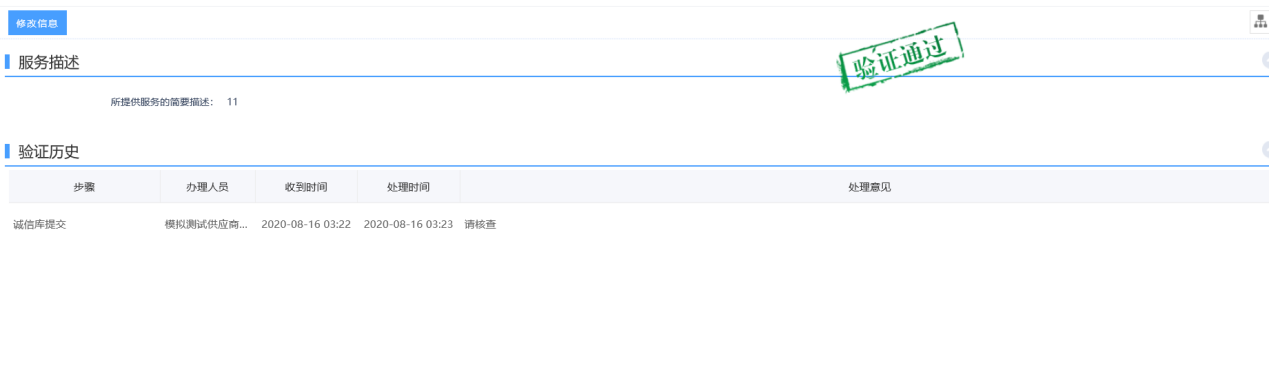 修改信息
验证通过
服务描述
所提供服务的简要描述： 11
验证历史
步骤 办理人员 收到时间 处理时间 处理意见
诚信库提交 模拟测试供应商... 2020-08-16 03:22 2020-08-16 03:23 请核查